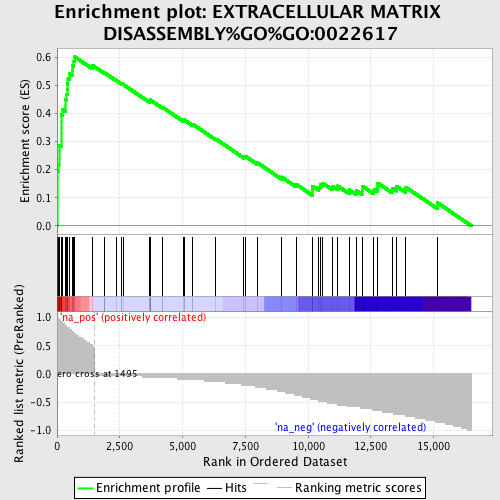 Enrichment plot: EXTRACELLULAR MATRIX
DISASSEMBLY%GO%GO:0022617
Enrichment score (ES)
0.6
0.5
0.4
0.3
0.2
0.1
0.0
'na_pos' (positively correlated)
Ranked list metric (PreRanked)
1.0
0.5
0.0
-0.5
-1.0
ero cross at 1495
'na_neg' (negatively correlated)
0 2,500 5,000 7,500 10,000 12,500 15,000
Rank in Ordered Dataset
Enrichment profile Hits Ranking metric scores